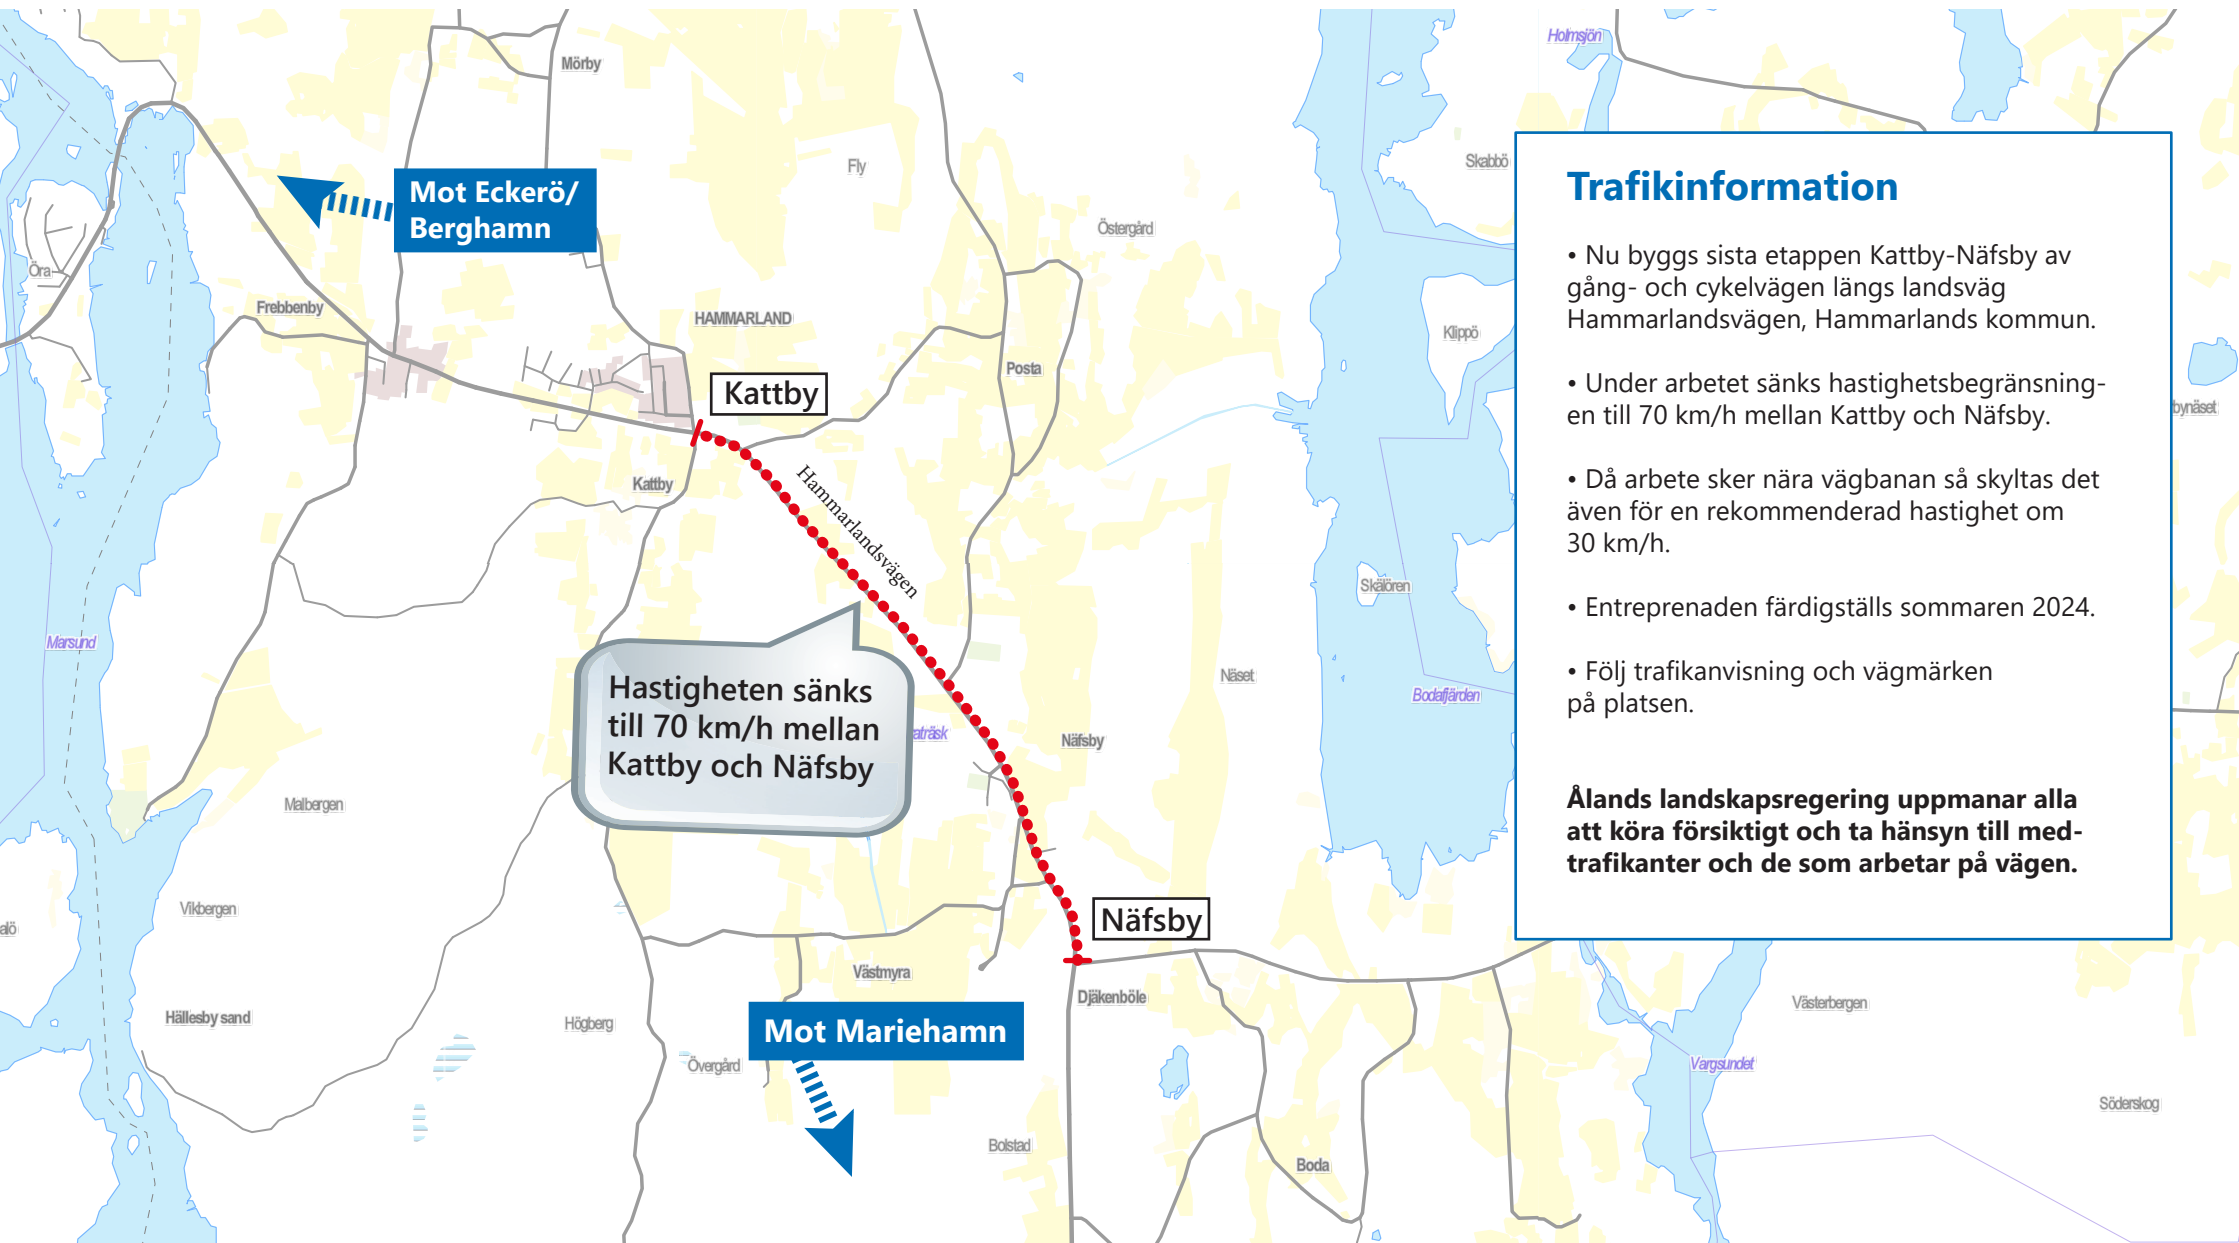 Holmsjön
Mörby
Skabbö
Fly
Mot Eckerö/
Berghamn
Östergård
Öra
Frebbenby
HAMMARLAND
Klippö
Posta
Kattby
Kattby
Hammarlandsvägen
Skälören
Marsund
Hastigheten sänks
till 70 km/h mellan
Kattby och Näfsby
Näset
Bodafjärden
Näfsby
Malbergen
Vikbergen
Näfsby
Västmyra
Djäkenböle
Västerbergen
Hällesby sand
Högberg
Mot Mariehamn
Övergård
Vargsundet
Söderskog
Bolstad
Boda
Trafikinformation
• Nu byggs sista etappen Kattby-Näfsby av
gång- och cykelvägen längs landsväg
Hammarlandsvägen, Hammarlands kommun.
• Under arbetet sänks hastighetsbegränsning-
en till 70 km/h mellan Kattby och Näfsby.
• Då arbete sker nära vägbanan så skyltas det
även för en rekommenderad hastighet om
30 km/h.
• Entreprenaden färdigställs sommaren 2024.
• Följ trafikanvisning och vägmärken
på platsen.
Ålands landskapsregering uppmanar alla
att köra försiktigt och ta hänsyn till med-
trafikanter och de som arbetar på vägen.